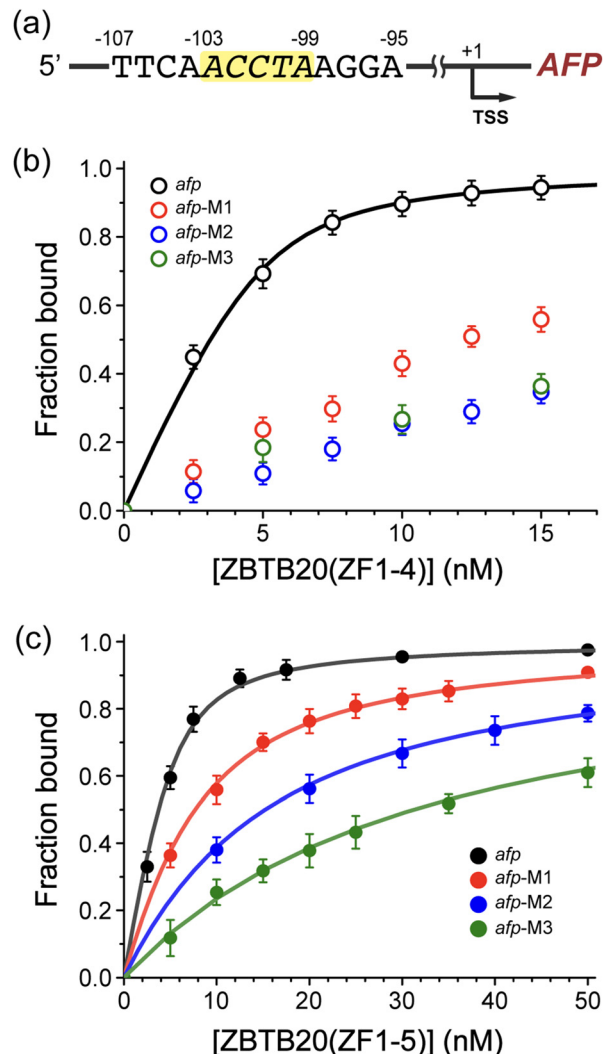 (a)
-107 -103 -99 -95 +1
5' TTCAACCTAAGGA AFP
TSS
(b)
1.0
0.8
0.6
0.4
0.2
0.0
Fraction bound
afp
afp-M1
afp-M2
afp-M3
0 5 10 15
[ZBTB20(ZF1-4)] (nM)
(c)
1.0
0.8
0.6
0.4
0.2
0.0
Fraction bound
afp
afp-M1
afp-M2
afp-M3
0 10 20 30 40 50
[ZBTB20(ZF1-5)] (nM)